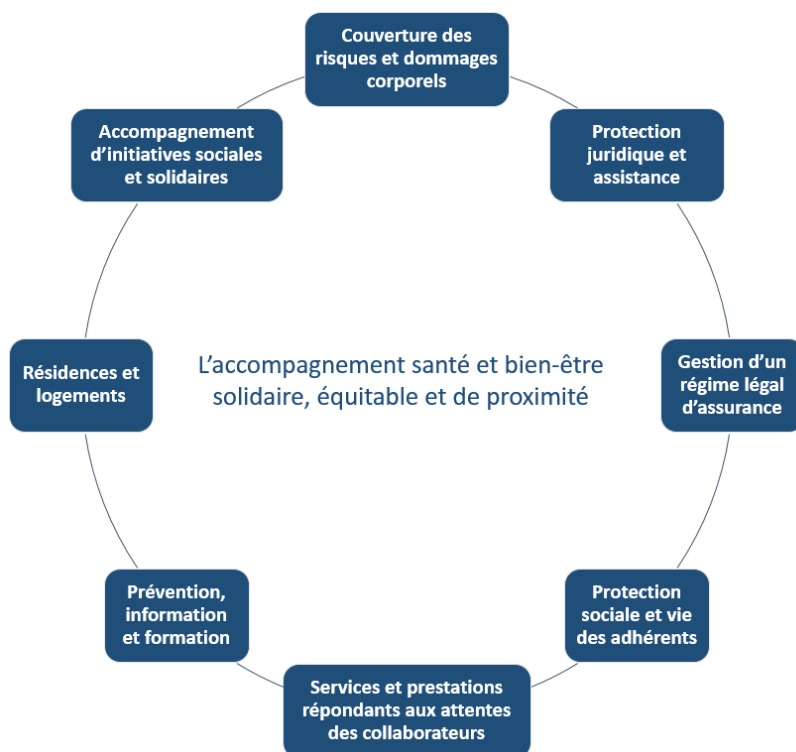 Couverture des
risques et dommages
corporels
Accompagnement
d’initiatives sociales
et solidaires
Protection
juridique et
assistance
Résidences et
logements
L’accompagnement santé et bien-être
solidaire, équitable et de proximité
Gestion d’un
régime légal
d’assurance
Prévention,
information
et formation
Protection
sociale et vie
des adhérents
Services et prestations
répondants aux attentes
des collaborateurs